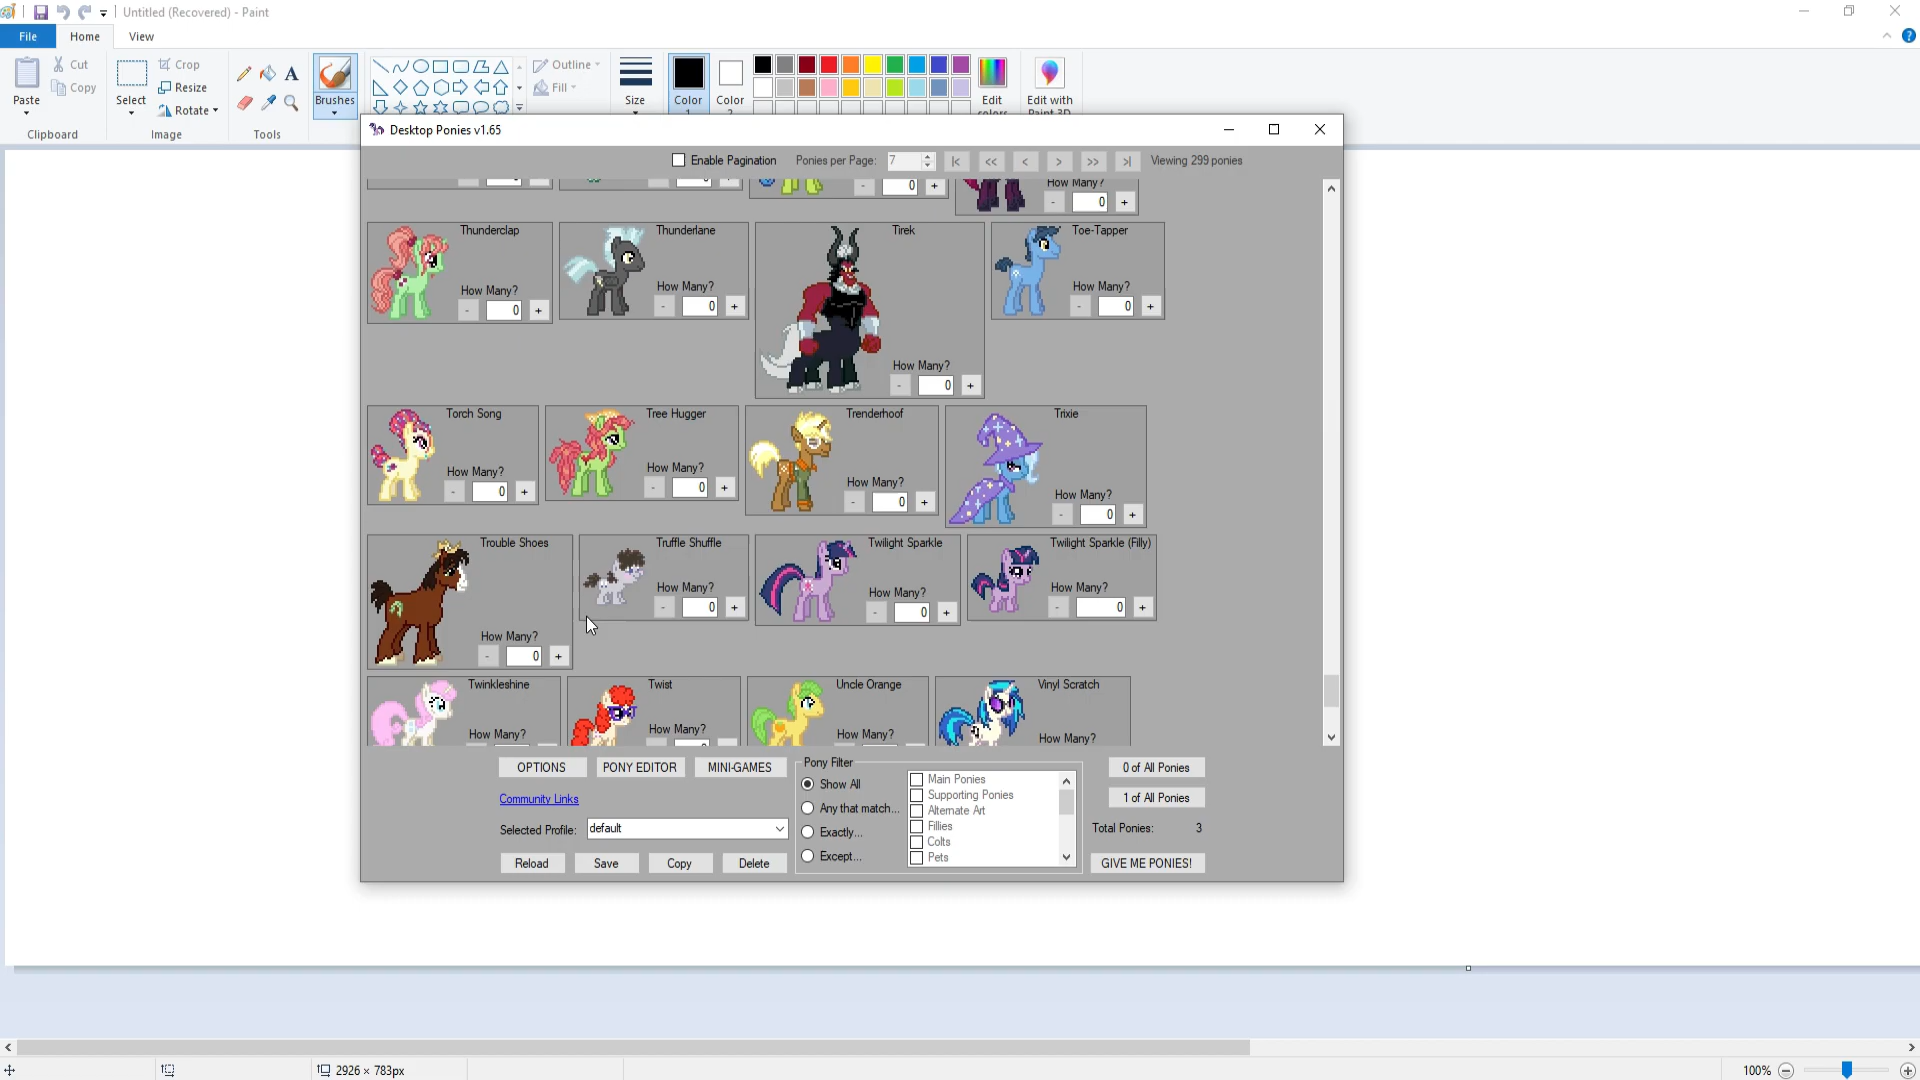 Untitled (Recovered) - Paint
File Home View
Paste
Cut
Copy
Clipboard
Select
Crop
Resize
Rotate
Image
Tools
Brushes
Outline
Fill
Size
Color
1
Color
Edit
colors
Edit with
Paint 3D
Desktop Ponies v1.65
Enable Pagination Ponies per Page: 7 |< << < > >> >| Viewing 299 ponies
- 0 +
How Many?
- 0 +
Thunderclap
How Many?
- 0 +
Thunderlane
How Many?
- 0 +
Tirek
How Many?
- 0 +
Toe-Tapper
How Many?
- 0 +
Torch Song
How Many?
- 0 +
Tree Hugger
How Many?
- 0 +
Trenderhoof
How Many?
- 0 +
Trixie
How Many?
- 0 +
Trouble Shoes
How Many?
- 0 +
Truffle Shuffle
How Many?
- 0 +
Twilight Sparkle
How Many?
- 0 +
Twilight Sparkle (Filly)
How Many?
- 0 +
Twinkleshine
How Many?
Twist
How Many?
Uncle Orange
How Many?
Vinyl Scratch
How Many?
OPTIONS PONY EDITOR MINI-GAMES
Community Links
Selected Profile: default
Reload Save Copy Delete
Pony Filter
Show All
Any that match...
Exactly...
Except...
Main Ponies
Supporting Ponies
Alternate Art
Fillies
Colts
Pets
0 of All Ponies
1 of All Ponies
Total Ponies: 3
GIVE ME PONIES!
2926 × 783px
100%